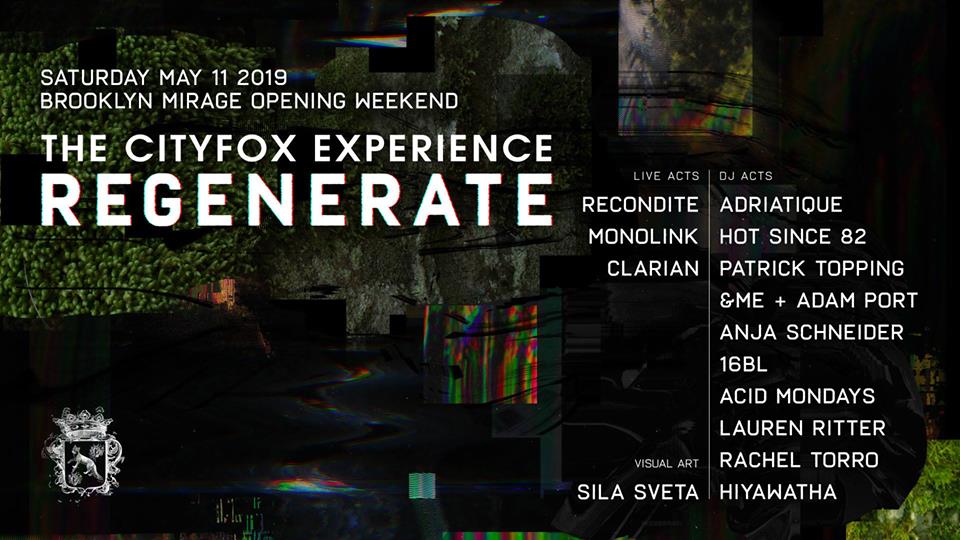 SATURDAY MAY 11 2019
BROOKLYN MIRAGE OPENING WEEKEND
THE CITYFOX EXPERIENCE
REGENERATE
LIVE ACTS
RECONDITE
MONOLINK
CLARIAN
VISUAL ART
SILA SVETA
DJ ACTS
ADRIATIQUE
HOT SINCE 82
PATRICK TOPPING
&ME + ADAM PORT
ANJA SCHNEIDER
16BL
ACID MONDAYS
LAUREN RITTER
RACHEL TORRO
HIYAWATHA